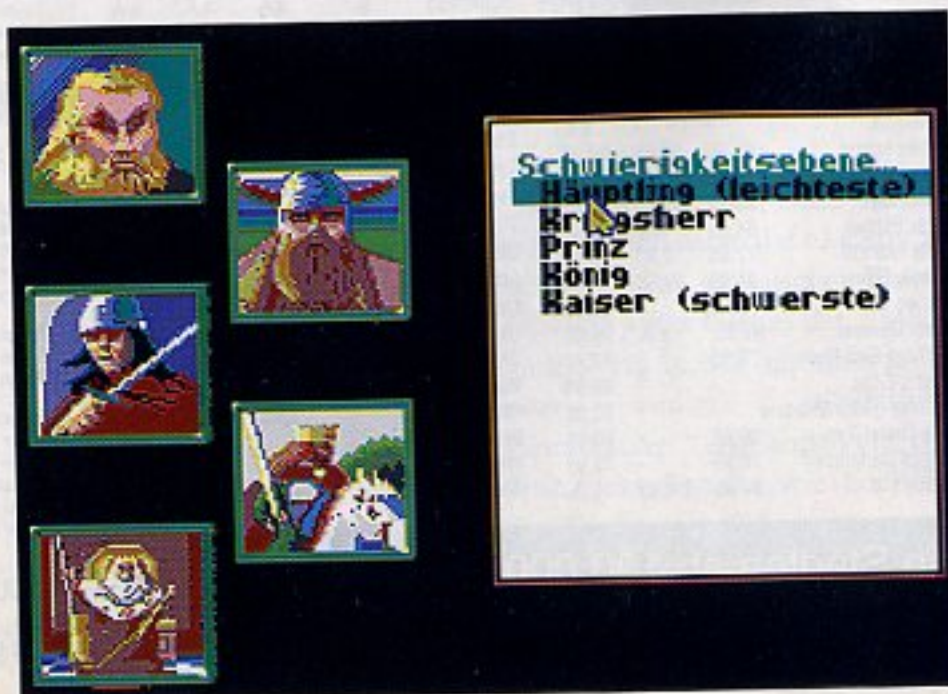 Schwierigkeitsebene...
Häuptling (leichteste)
Kriegsherr
Prinz
König
Kaiser (schwerste)